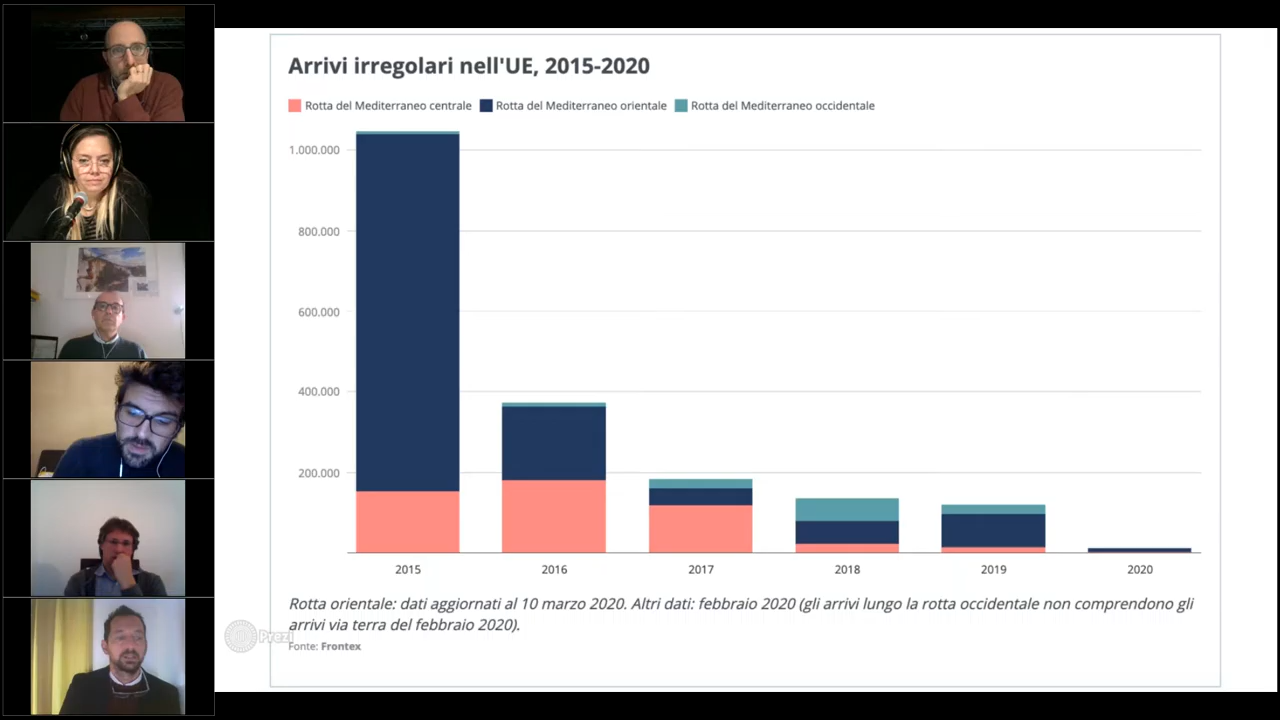 Arrivi irregolari nell'UE, 2015-2020
Rotta del Mediterraneo centrale Rotta del Mediterraneo orientale Rotta del Mediterraneo occidentale
1.000.000
800.000
600.000
400.000
200.000
2015 2016 2017 2018 2019 2020
Rotta orientale: dati aggiornati al 10 marzo 2020. Altri dati: febbraio 2020 (gli arrivi lungo la rotta occidentale non comprendono gli
arrivi via terra del febbraio 2020).
Prezi
Fonte: Frontex